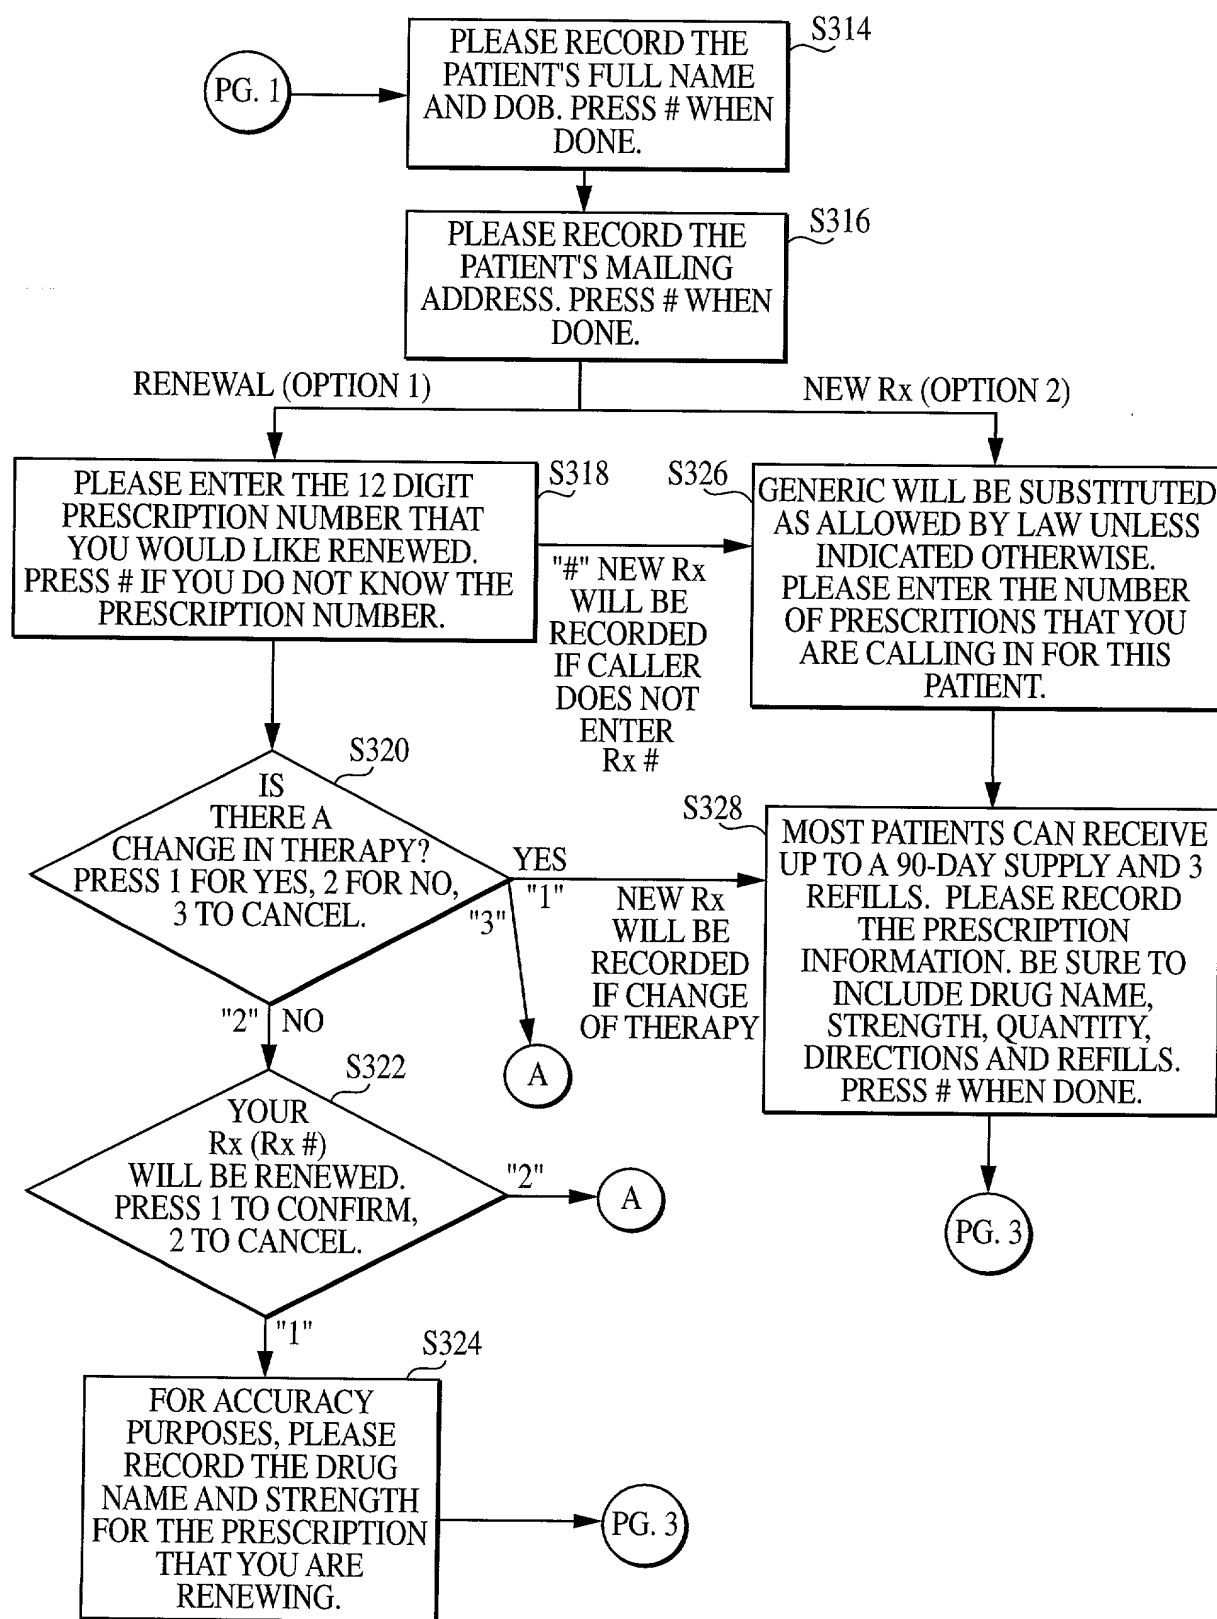 S314
PLEASE RECORD THE
PATIENT'S FULL NAME
AND DOB. PRESS # WHEN
DONE.
PG. 1
S316
PLEASE RECORD THE
PATIENT'S MAILING
ADDRESS. PRESS # WHEN
DONE.
RENEWAL (OPTION 1)
NEW Rx (OPTION 2)
S318
PLEASE ENTER THE 12 DIGIT
PRESCRIPTION NUMBER THAT
YOU WOULD LIKE RENEWED.
PRESS # IF YOU DO NOT KNOW THE
PRESCRIPTION NUMBER.
"#" NEW Rx
WILL BE
RECORDED
IF CALLER
DOES NOT
ENTER
Rx #
S326
GENERIC WILL BE SUBSTITUTED
AS ALLOWED BY LAW UNLESS
INDICATED OTHERWISE.
PLEASE ENTER THE NUMBER
OF PRESCRITIONS THAT YOU
ARE CALLING IN FOR THIS
PATIENT.
S320
IS
THERE A
CHANGE IN THERAPY?
PRESS 1 FOR YES, 2 FOR NO,
3 TO CANCEL.
YES
"1"
"3"
NEW Rx
WILL BE
RECORDED
IF CHANGE
OF THERAPY
S328
MOST PATIENTS CAN RECEIVE
UP TO A 90-DAY SUPPLY AND 3
REFILLS. PLEASE RECORD
THE PRESCRIPTION
INFORMATION. BE SURE TO
INCLUDE DRUG NAME,
STRENGTH, QUANTITY,
DIRECTIONS AND REFILLS.
PRESS # WHEN DONE.
"2" NO
A
S322
YOUR
Rx (Rx #)
WILL BE RENEWED.
PRESS 1 TO CONFIRM,
2 TO CANCEL.
"2"
A
PG. 3
"1"
S324
FOR ACCURACY
PURPOSES, PLEASE
RECORD THE DRUG
NAME AND STRENGTH
FOR THE PRESCRIPTION
THAT YOU ARE
RENEWING.
PG. 3